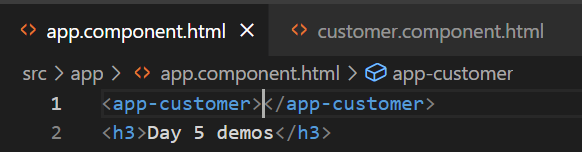 app.component.html × customer.component.html
src > app > app.component.html > app-customer
1 <app-customer></app-customer>
2 <h3>Day 5 demos</h3>